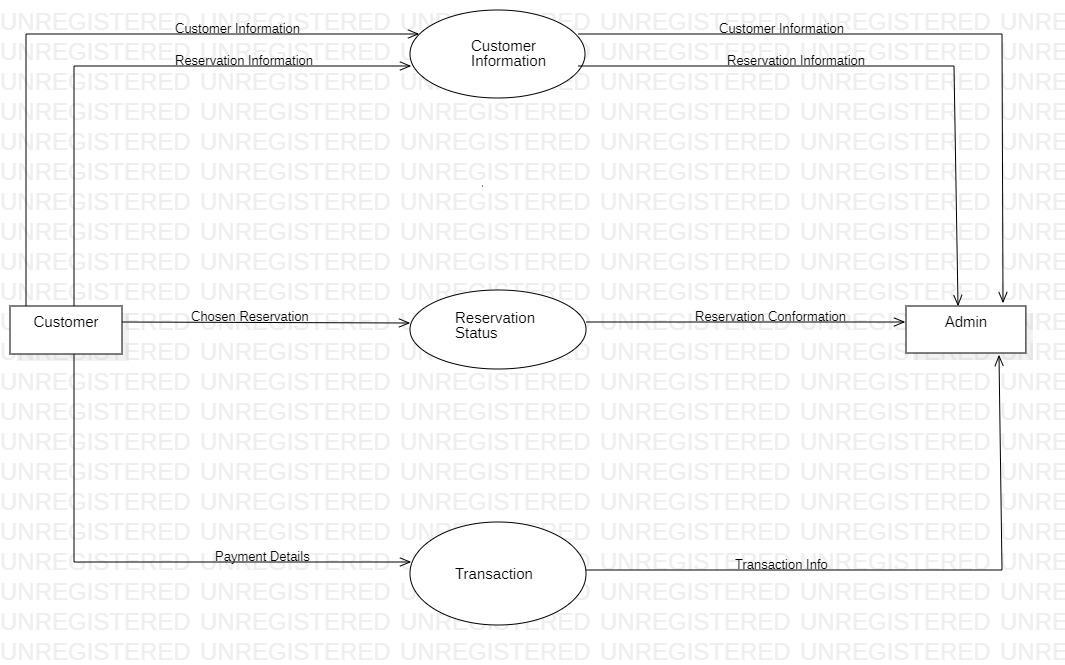 Customer Information
Customer Information
Reservation Information
Reservation Information
Customer
Information
Customer
Chosen Reservation
Reservation
Status
Reservation Conformation
Admin
Payment Details
Transaction
Transaction Info
UNREGISTERED